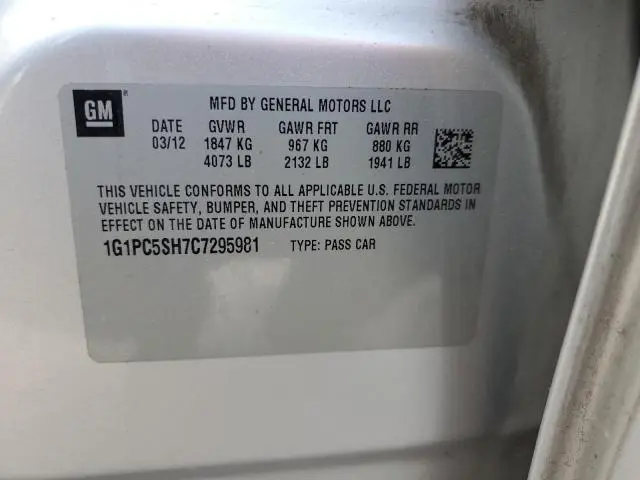 GM ® MFD BY GENERAL MOTORS LLC
DATE GVWR GAWR FRT GAWR RR
03/12 1847 KG 967 KG 880 KG
4073 LB 2132 LB 1941 LB
THIS VEHICLE CONFORMS TO ALL APPLICABLE U.S. FEDERAL MOTOR
VEHICLE SAFETY, BUMPER, AND THEFT PREVENTION STANDARDS IN
EFFECT ON THE DATE OF MANUFACTURE SHOWN ABOVE.
1G1PC5SH7C7295981 TYPE: PASS CAR